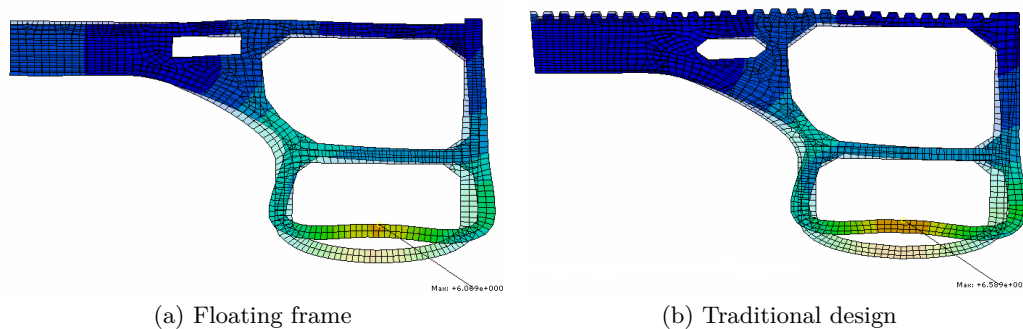 Max: +6.069e+000
Max: +6.589e+00
(a) Floating frame
(b) Traditional design